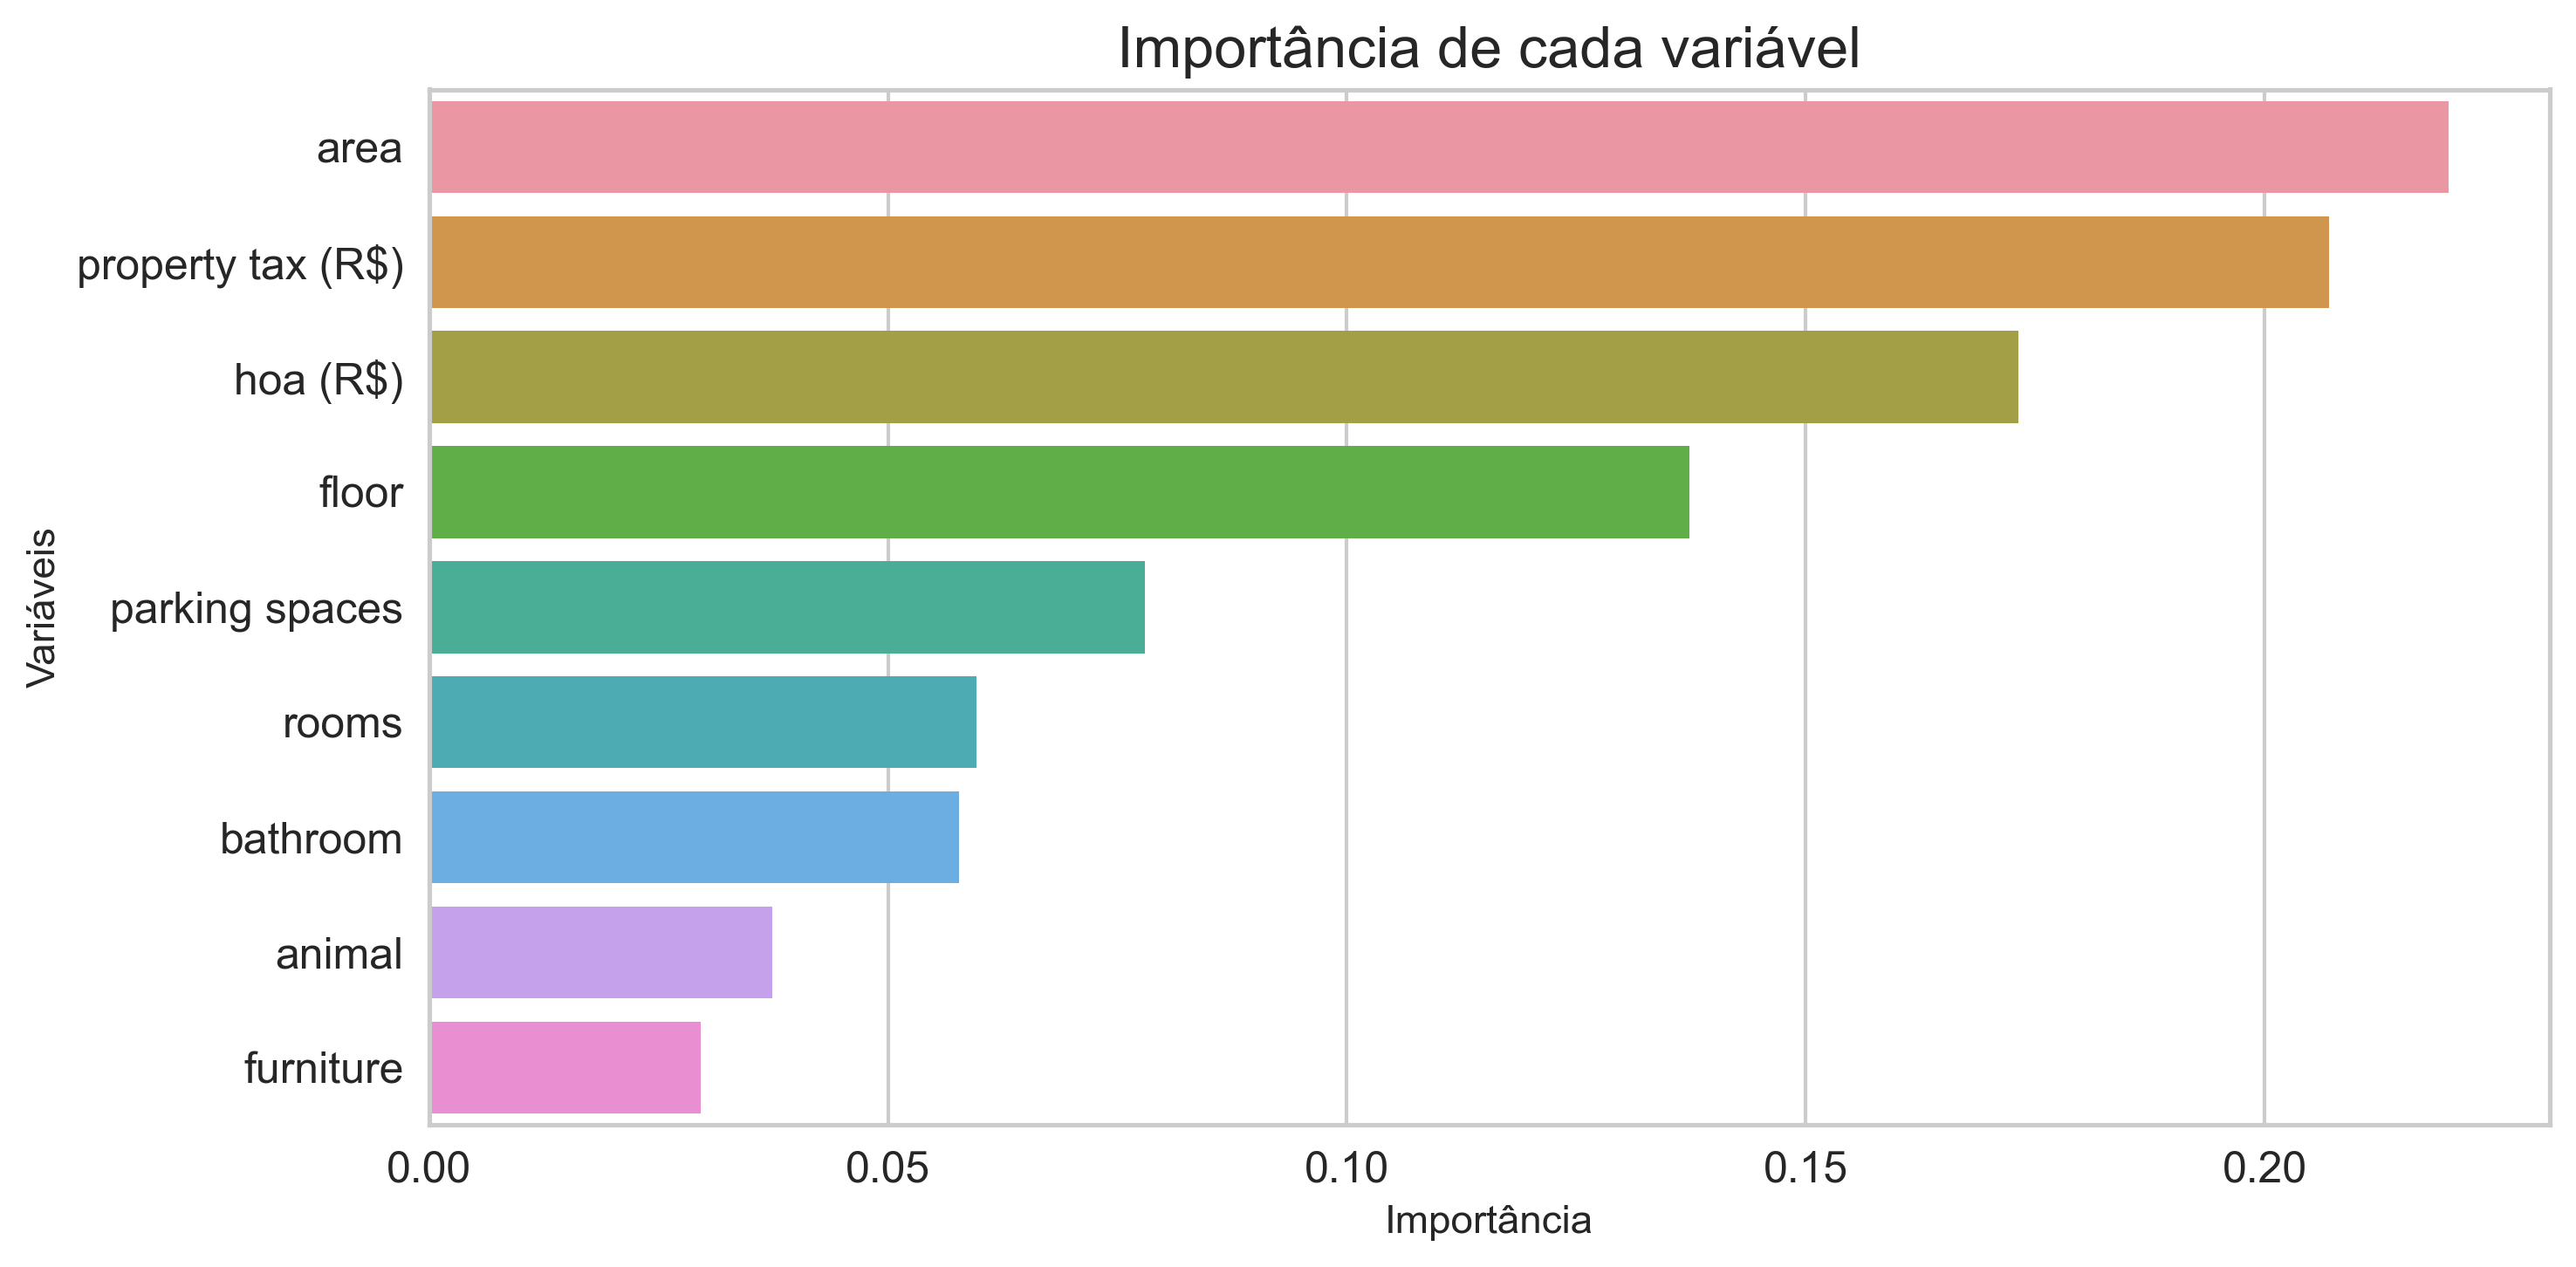 Importância de cada variável
area
property tax (R$)
hoa (R$)
floor
parking spaces
rooms
bathroom
animal
furniture
Variáveis
0.00 0.05 0.10 0.15 0.20
Importância